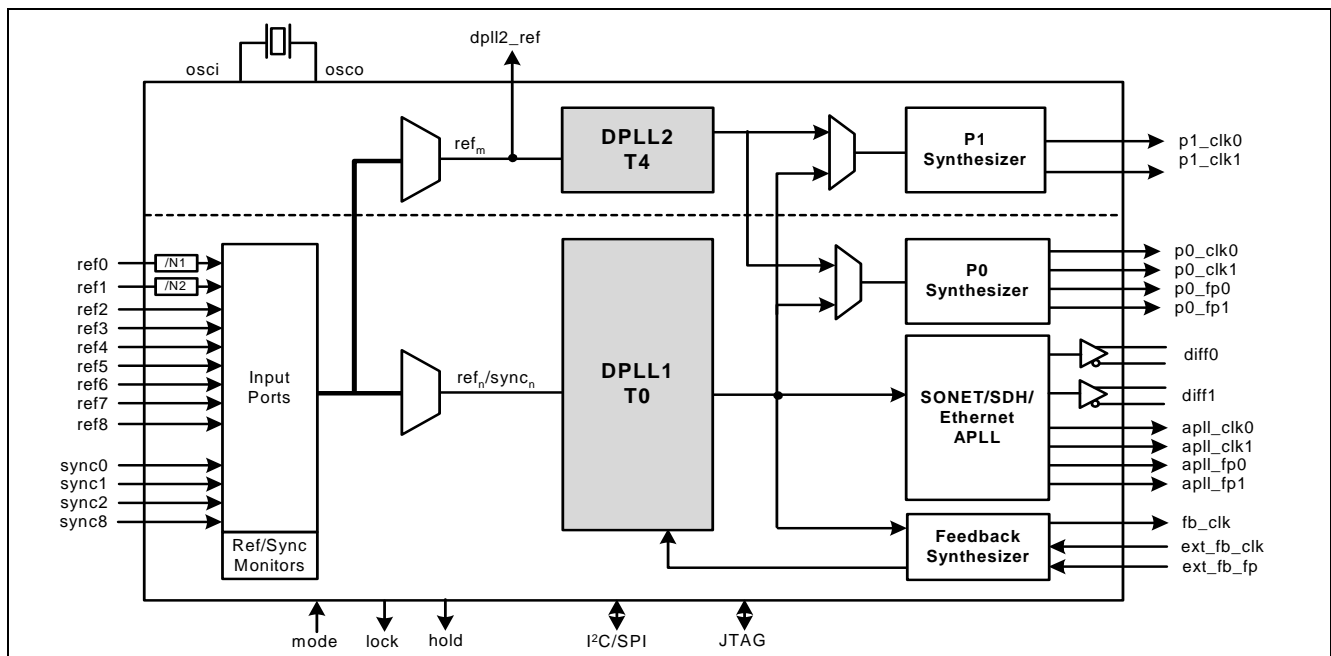 dpll2_ref
osci
osco
ref
m
DPLL2
T4
P1
Synthesizer
p1_clk0
p1_clk1
ref0
/N1
ref1
/N2
ref2
ref3
ref4
ref5
ref6
ref7
ref8
sync0
sync1
sync2
sync8
Input
Ports
Ref/Sync
Monitors
refn/syncn
DPLL1
T0
P0
Synthesizer
p0_clk0
p0_clk1
p0_fp0
p0_fp1
SONET/SDH/
Ethernet
APLL
diff0
diff1
apll_clk0
apll_clk1
apll_fp0
apll_fp1
Feedback
Synthesizer
fb_clk
ext_fb_clk
ext_fb_fp
mode
lock
hold
I²C/SPI
JTAG